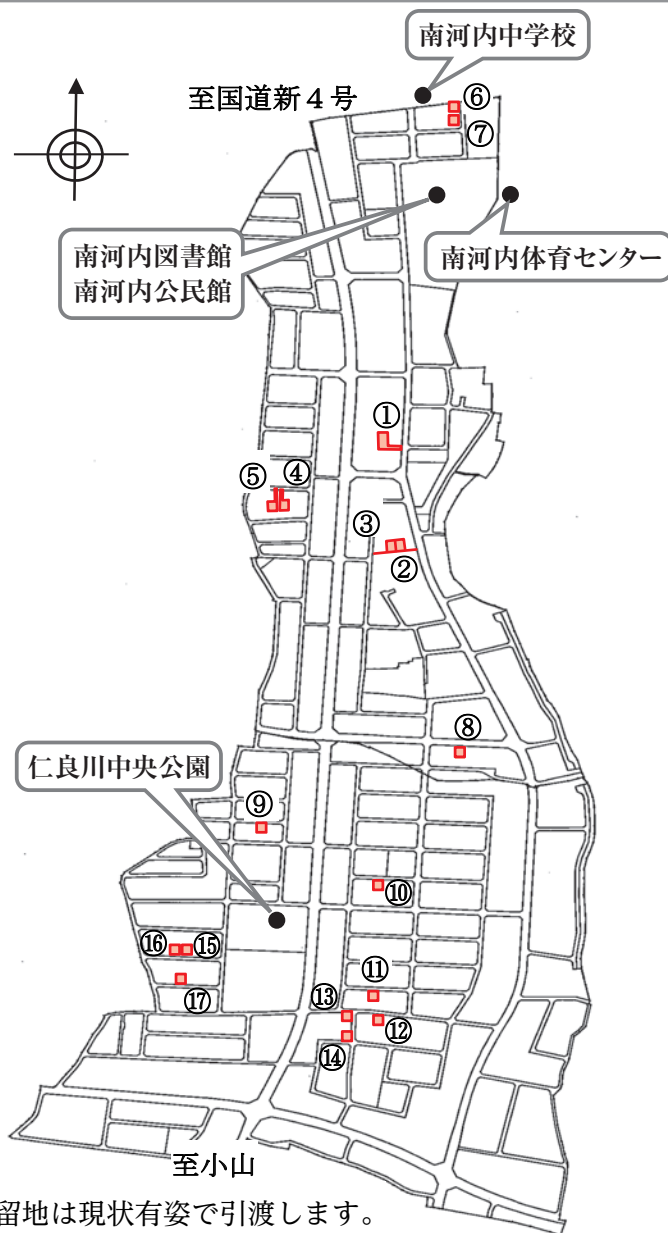 南河内中学校
至国道新４号
⑥
⑦
南河内図書館
南河内公民館
南河内体育センター
①
⑤
④
③
②
⑧
仁良川中央公園
⑨
⑩
⑯
⑮
⑪
⑰
⑬
⑫
⑭
至小山
留地は現状有姿で引渡します。